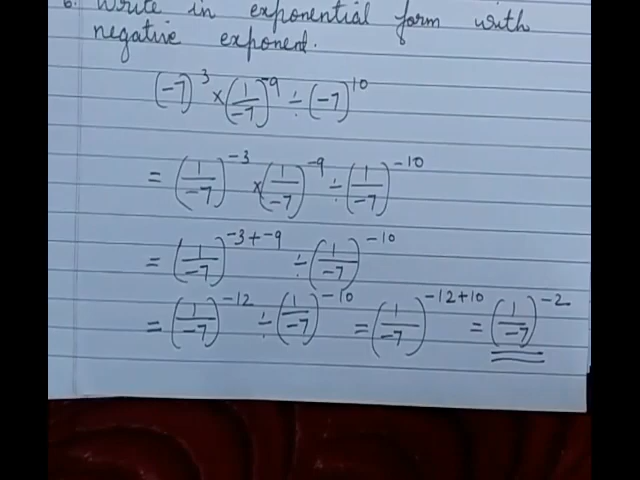 6. Write in exponential form with
negative exponent.
(-7)^3 × (1/-7)^-9 ÷ (-7)^10
= (1/-7)^-3 × (1/-7)^-9 ÷ (1/-7)^-10
= (1/-7)^-3+-9 ÷ (1/-7)^-10
= (1/-7)^-12 ÷ (1/-7)^-10 = (1/-7)^-12+10 = (1/-7)^-2